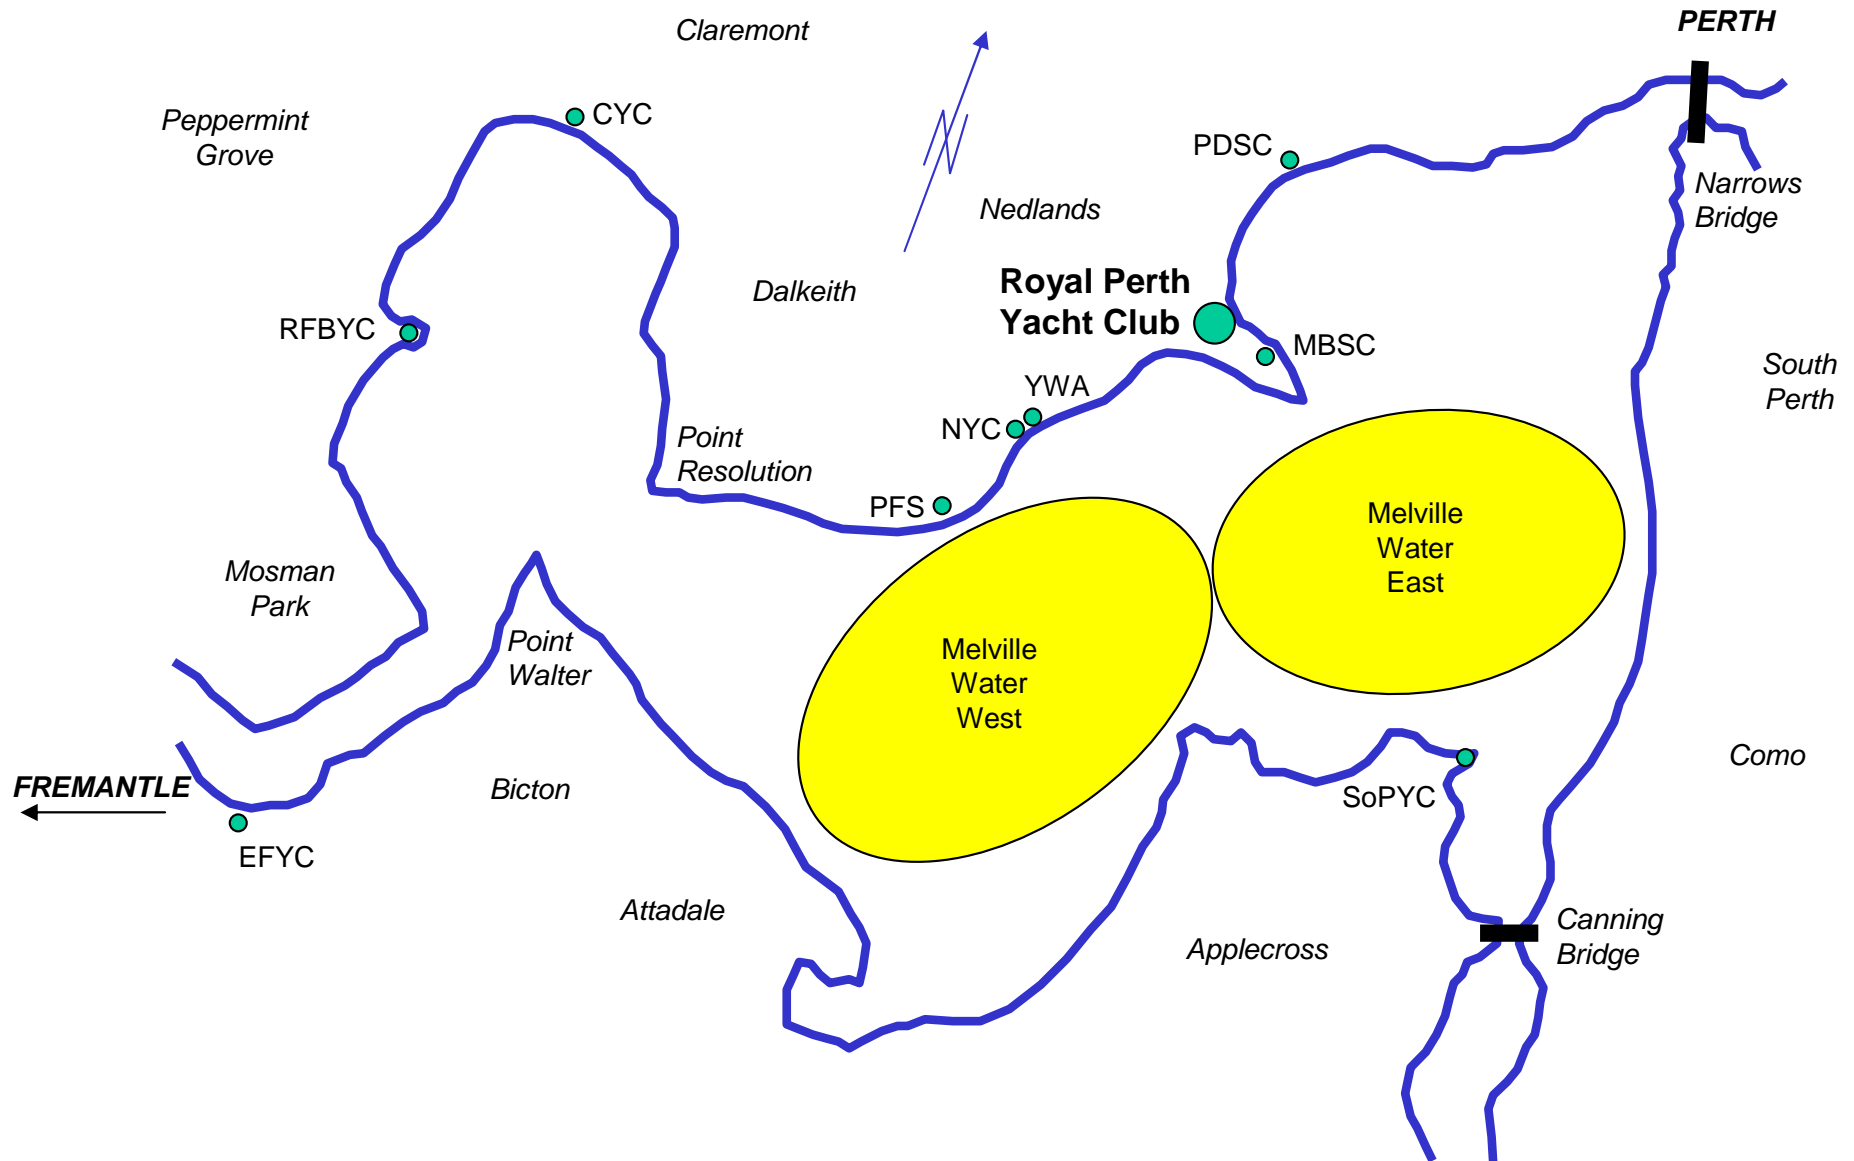 PERTH
Claremont
CYC
Peppermint
Grove
PDSC
Narrows
Bridge
Nedlands
Royal Perth
Yacht Club
Dalkeith
RFBYC
MBSC
South
Perth
YWA
NYC
Point
Resolution
PFS
Melville
Water
East
Mosman
Park
Point
Walter
Melville
Water
West
Como
FREMANTLE
Bicton
SoPYC
EFYC
Attadale
Applecross
Canning
Bridge